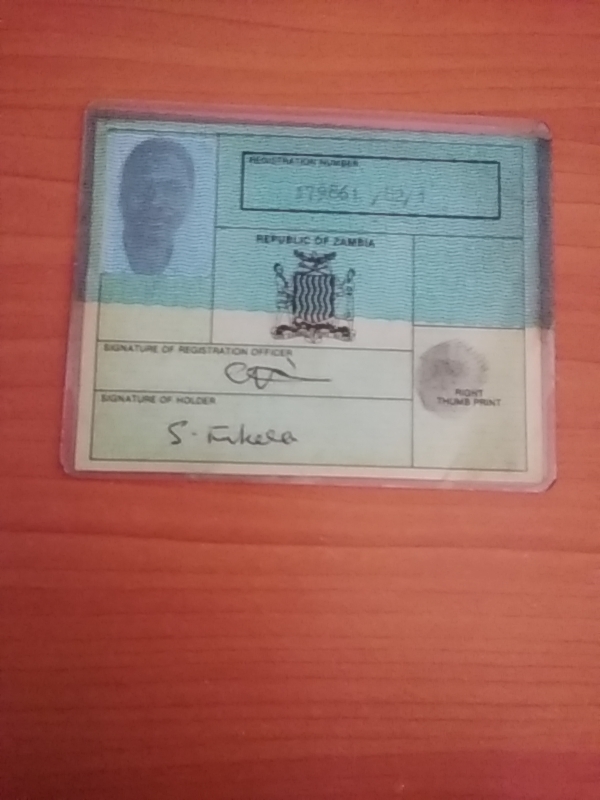 REGISTRATION NUMBER
REPUBLIC OF ZAMBIA
SIGNATURE OF REGISTRATION OFFICER
RIGHT
THUMB PRINT
SIGNATURE OF HOLDER
S.